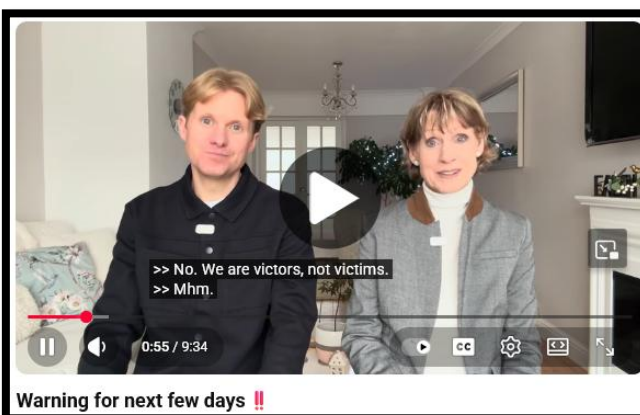 >> No. We are victors, not victims.
>> Mhm.
0:55 / 9:34
CC
Warning for next few days ‼